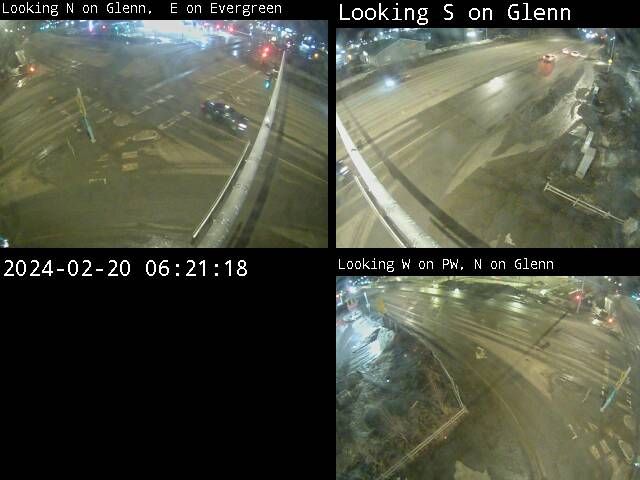 Looking N on Glenn, E on Evergreen
Looking S on Glenn
2024-02-20 06:21:18
Looking W on PW, N on Glenn